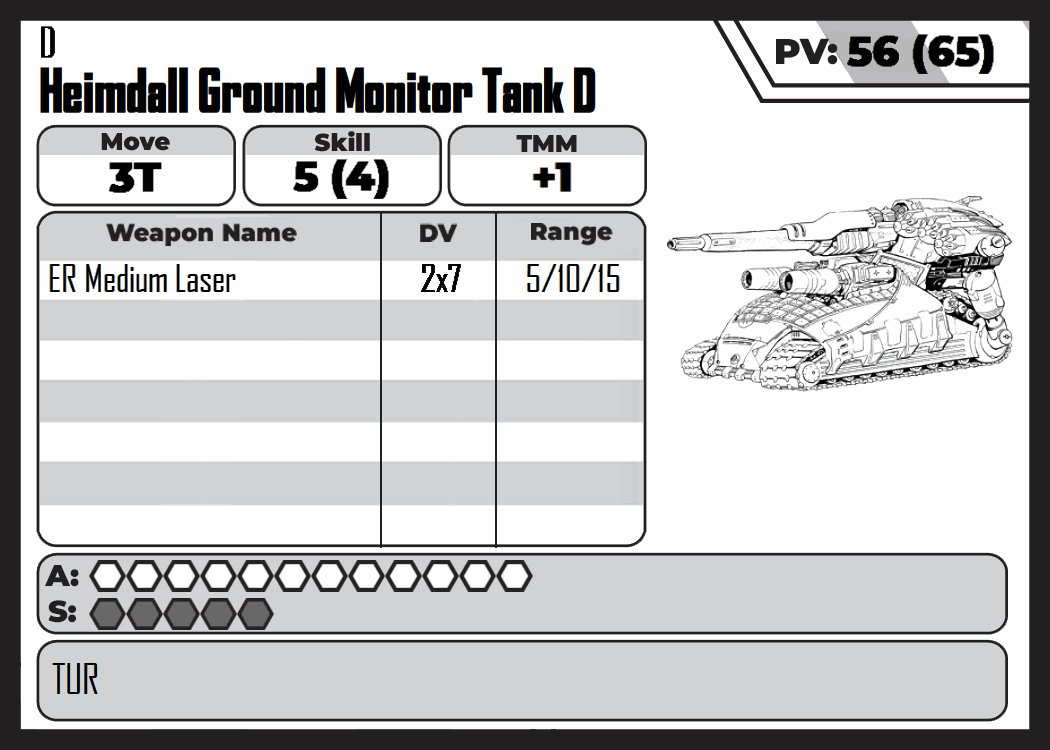 D
PV: 56 (65)
Heimdall Ground Monitor Tank D
Move Skill TMM
3T 5 (4) +1
Weapon Name DV Range
ER Medium Laser 2x7 5/10/15
A:
S:
TUR